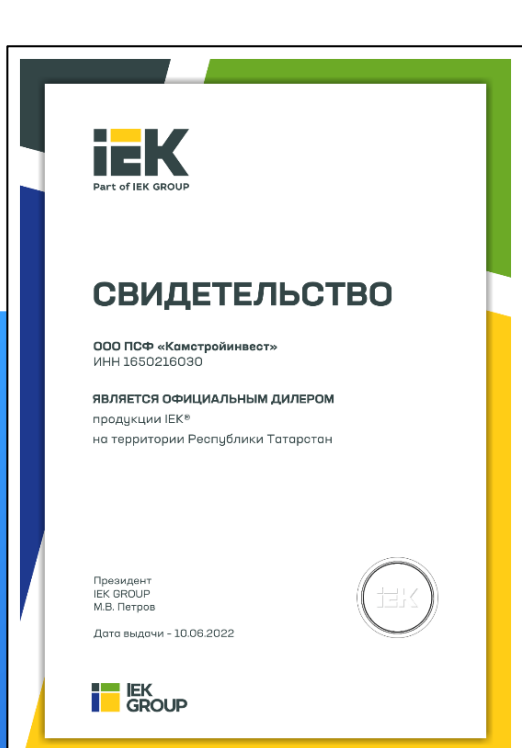 iEK
Part of IEK GROUP
СВИДЕТЕЛЬСТВО
ООО ПСФ «Камстройинвест»
ИНН 1650216030
ЯВЛЯЕТСЯ ОФИЦИАЛЬНЫМ ДИЛЕРОМ
продукции IEK®
на территории Республики Татарстан
Президент
IEK GROUP
М.В. Петров
iEK
Дата выдачи - 10.06.2022
IEK
GROUP